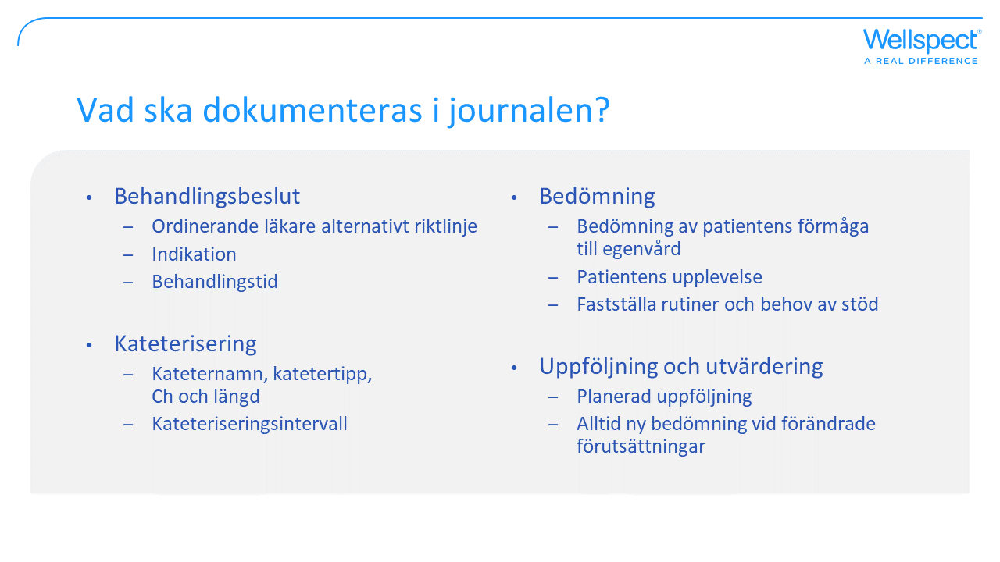 Wellspect®
A REAL DIFFERENCE
Vad ska dokumenteras i journalen?
• Behandlingsbeslut
– Ordinerande läkare alternativt riktlinje
– Indikation
– Behandlingstid
• Kateterisering
– Kateternamn, katetertipp,
Ch och längd
– Kateteriseringsintervall
• Bedömning
– Bedömning av patientens förmåga
till egenvård
– Patientens upplevelse
– Fastställa rutiner och behov av stöd
• Uppföljning och utvärdering
– Planerad uppföljning
– Alltid ny bedömning vid förändrade
förutsättningar